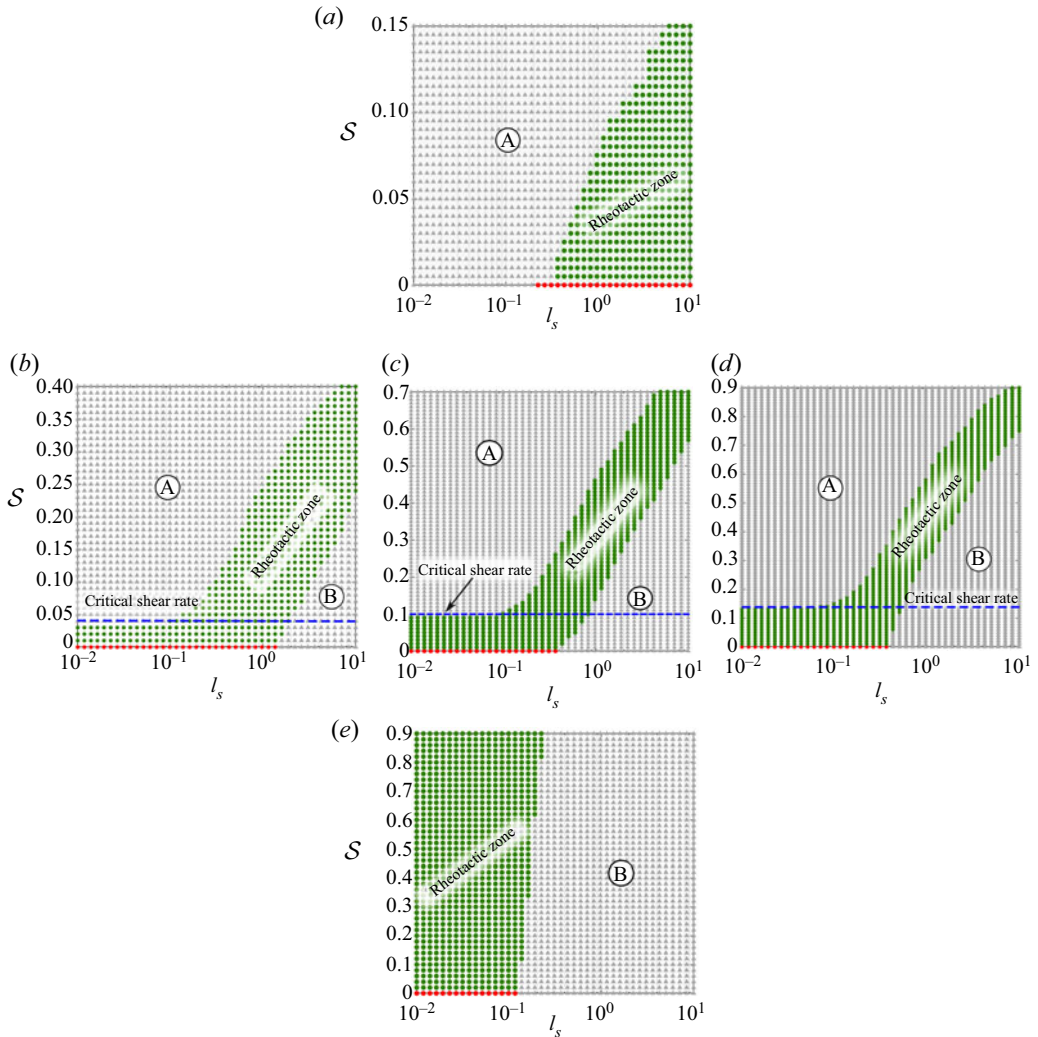 (a)
0.15
0.10
S
A
0.05
Rheotactic zone
0
10⁻² 10⁻¹ 10⁰ 10¹
lₛ
(b)
0.40
0.35
0.30
0.25
S
A
0.20
0.15
Rheotactic zone
0.10
B
Critical shear rate
0.05
0
10⁻² 10⁻¹ 10⁰ 10¹
lₛ
(c)
0.7
0.6
A
0.5
0.4
Rheotactic zone
0.3
0.2
Critical shear rate
B
0.1
0
10⁻² 10⁻¹ 10⁰ 10¹
lₛ
(d)
0.9
0.8
0.7
0.6
A
0.5
Rheotactic zone
0.4
0.3
B
0.2
Critical shear rate
0.1
0
10⁻² 10⁻¹ 10⁰ 10¹
lₛ
(e)
0.9
0.8
0.7
0.6
S
0.5
Rheotactic zone
0.4
B
0.3
0.2
0.1
0
10⁻² 10⁻¹ 10⁰ 10¹
lₛ